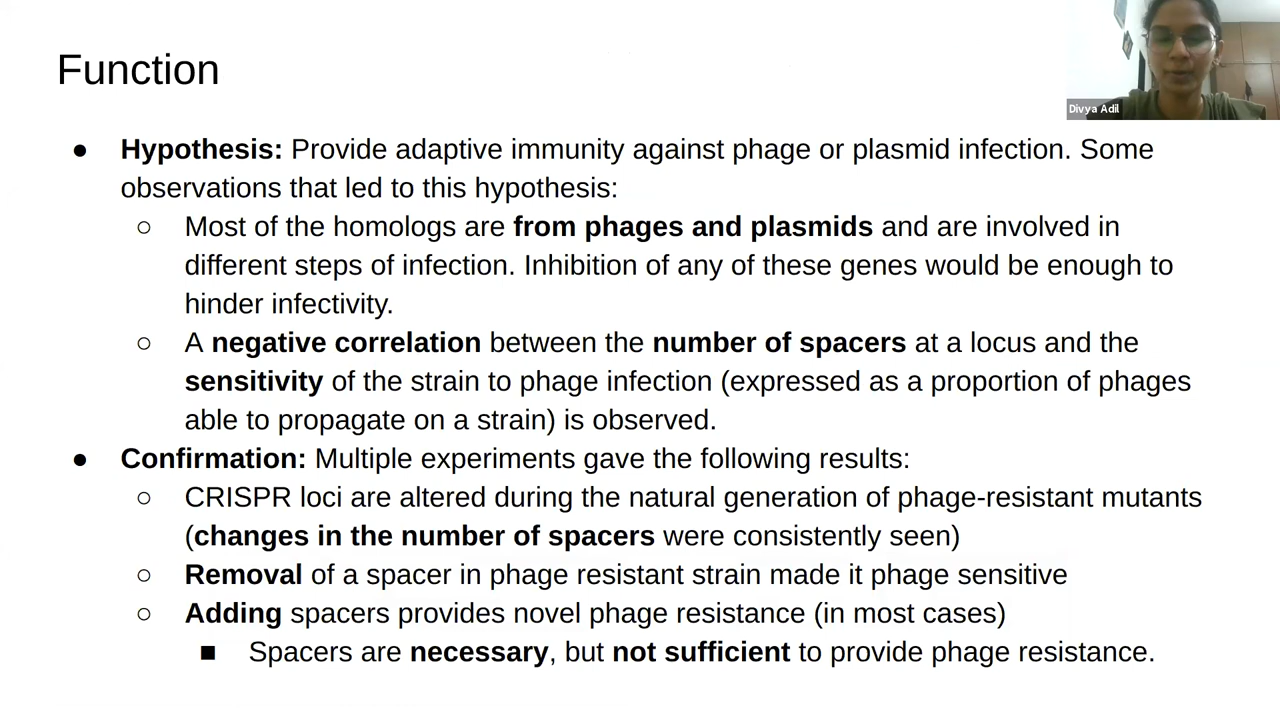 Function
Divya Adil
● Hypothesis: Provide adaptive immunity against phage or plasmid infection. Some
observations that led to this hypothesis:
○ Most of the homologs are from phages and plasmids and are involved in
different steps of infection. Inhibition of any of these genes would be enough to
hinder infectivity.
○ A negative correlation between the number of spacers at a locus and the
sensitivity of the strain to phage infection (expressed as a proportion of phages
able to propagate on a strain) is observed.
● Confirmation: Multiple experiments gave the following results:
○ CRISPR loci are altered during the natural generation of phage-resistant mutants
(changes in the number of spacers were consistently seen)
○ Removal of a spacer in phage resistant strain made it phage sensitive
○ Adding spacers provides novel phage resistance (in most cases)
■ Spacers are necessary, but not sufficient to provide phage resistance.